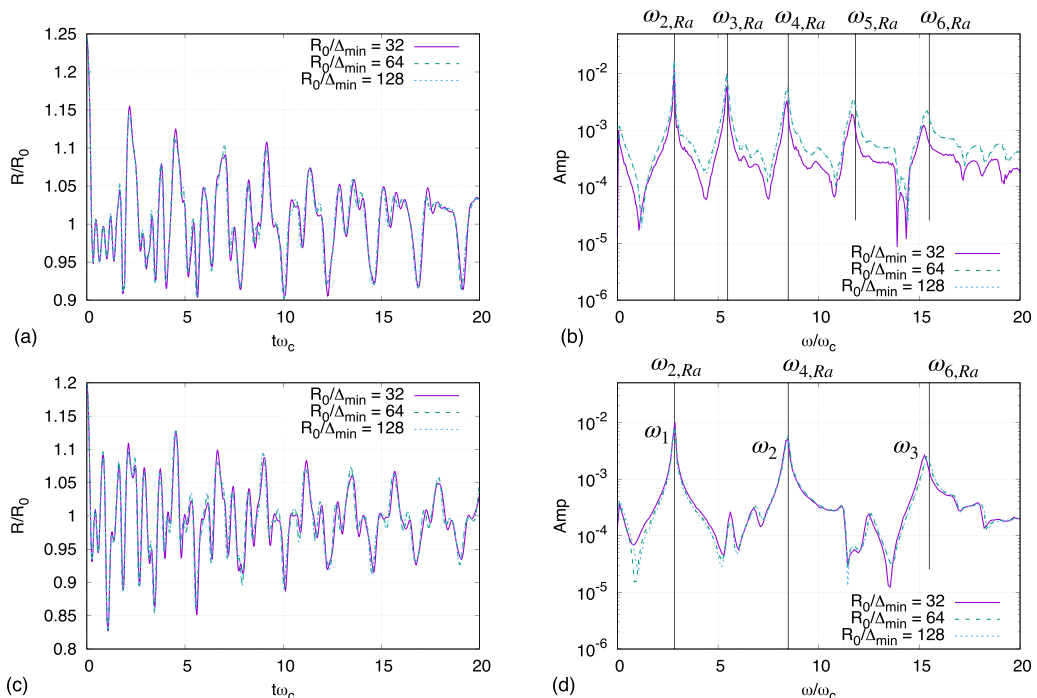 R/R₀
1.25
1.2
1.15
1.1
1.05
1
0.95
0.9
R₀/Δmin = 32
R₀/Δmin = 64
R₀/Δmin = 128
0 5 10 15 20
tωc
(a)
ω2,Ra ω3,Ra ω4,Ra ω5,Ra ω6,Ra
Amp
10⁻²
10⁻³
10⁻⁴
10⁻⁵
10⁻⁶
R₀/Δmin = 32
R₀/Δmin = 64
R₀/Δmin = 128
0 5 10 15 20
ω/ωc
(b)
R/R₀
1.2
1.15
1.1
1.05
1
0.95
0.9
0.85
0.8
R₀/Δmin = 32
R₀/Δmin = 64
R₀/Δmin = 128
0 5 10 15 20
tωc
(c)
ω2,Ra ω4,Ra ω6,Ra
ω₁ ω₂ ω₃
Amp
10⁻²
10⁻³
10⁻⁴
10⁻⁵
10⁻⁶
R₀/Δmin = 32
R₀/Δmin = 64
R₀/Δmin = 128
0 5 10 15 20
ω/ωc
(d)